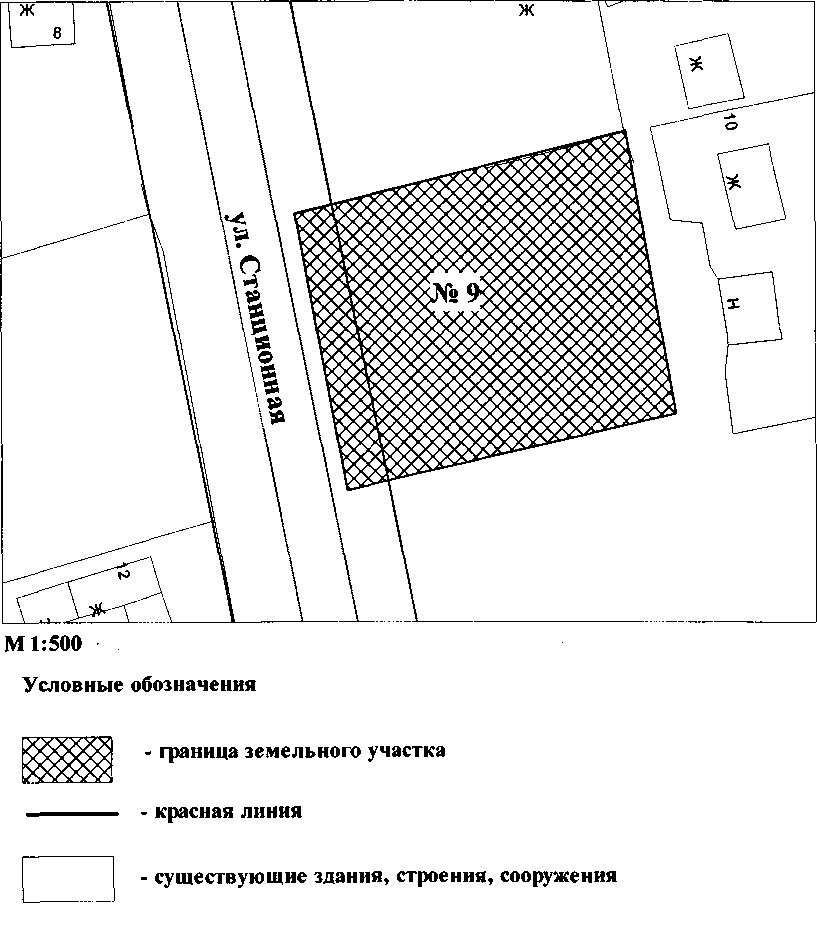 Ж
8
Ж
Ж
10
Ж
Н
ул. Станционная
№ 9
12
Ж
М 1:500
Условные обозначения
- граница земельного участка
- красная линия
- существующие здания, строения, сооружения